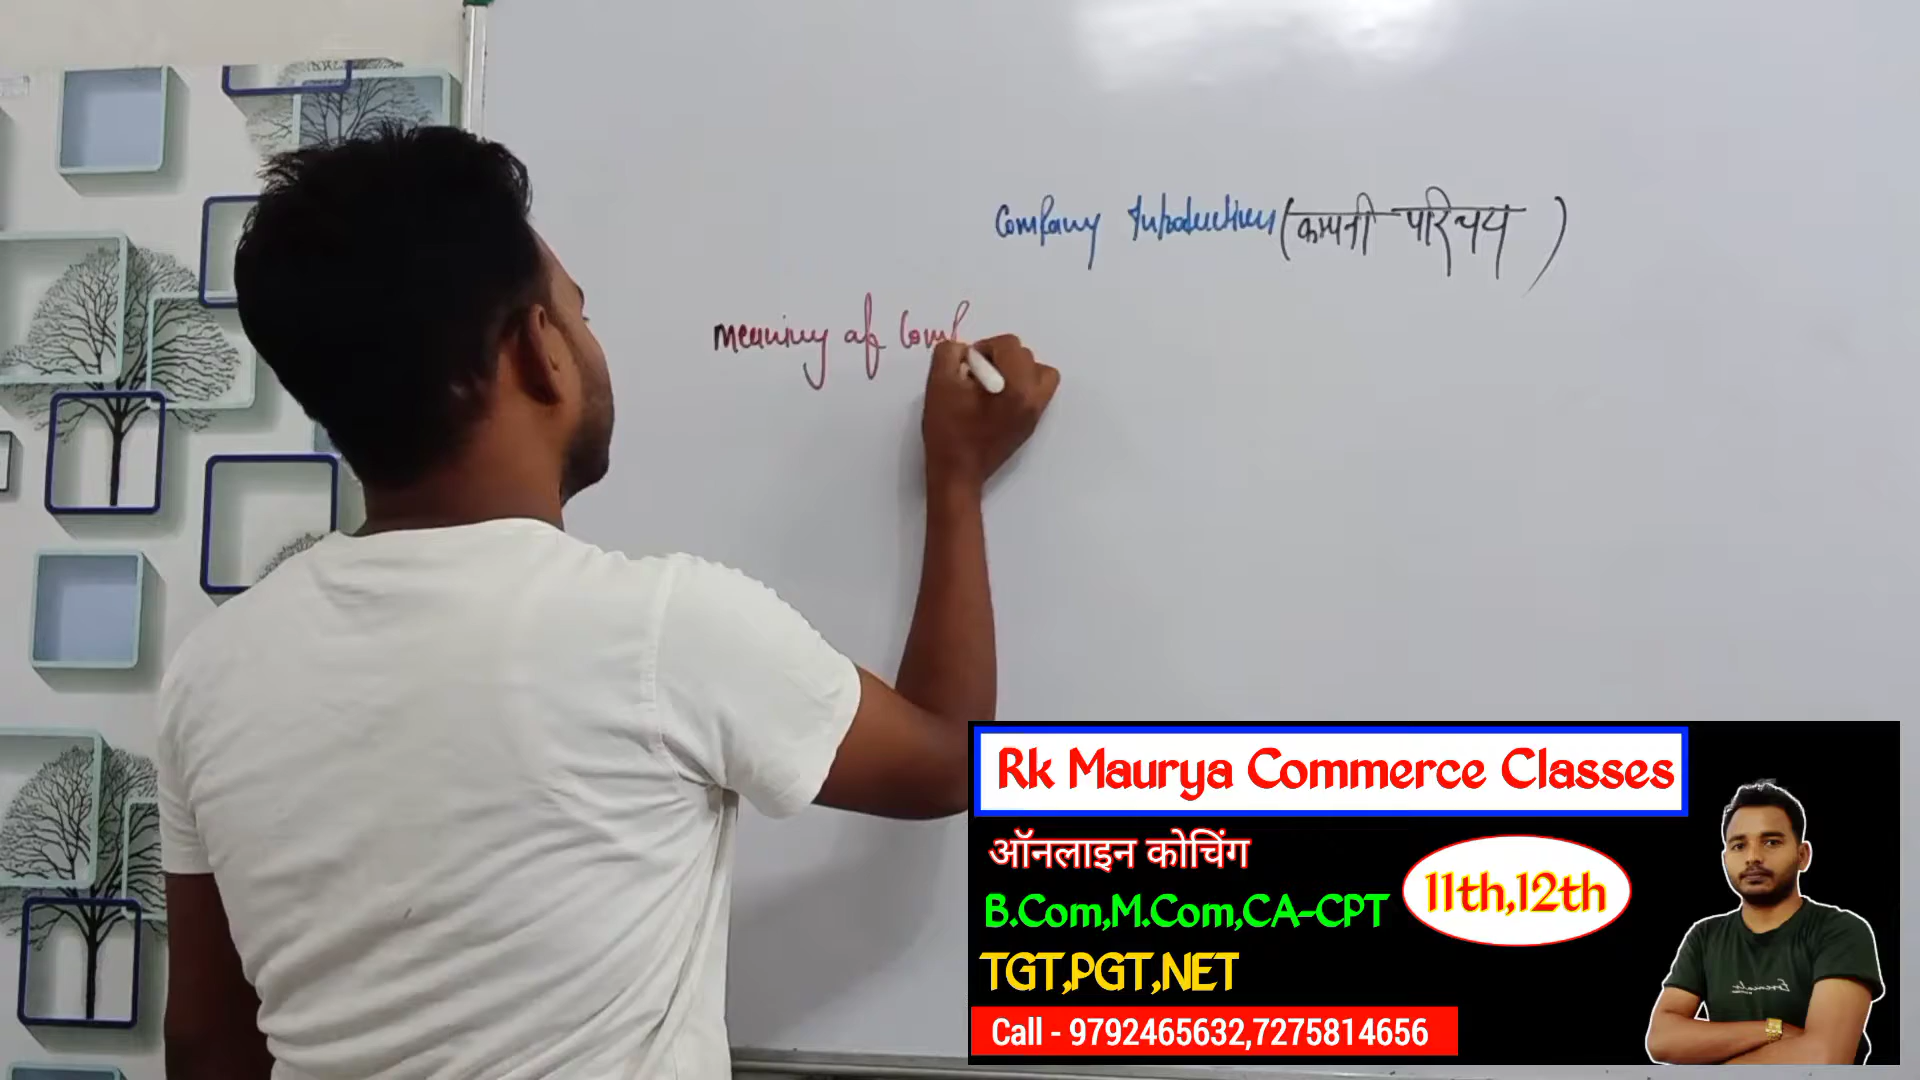 Company Introduction (कम्पनी परिचय)
Meaning of Comp
Rk Maurya Commerce Classes
ऑनलाइन कोचिंग
11th,12th
B.Com,M.Com,CA-CPT
TGT,PGT,NET
Call - 9792465632,7275814656